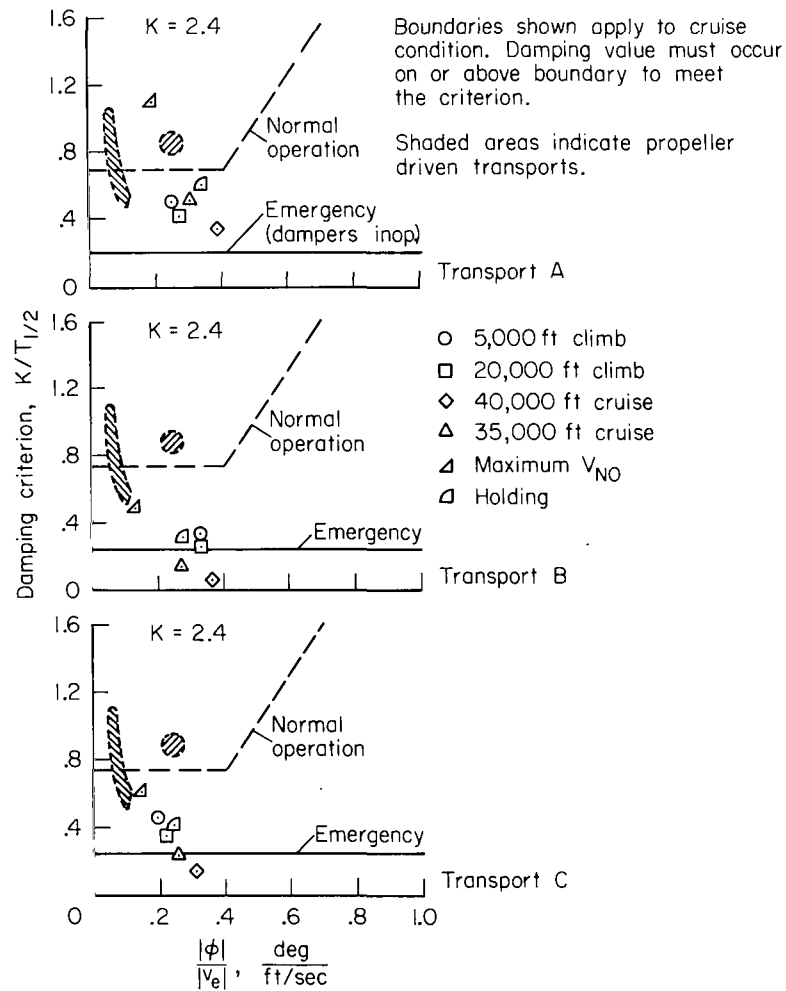 1.6
K = 2.4
1.2
.8
.4
0
Normal
operation
Emergency
(dampers inop)
Transport A
Boundaries shown apply to cruise
condition. Damping value must occur
on or above boundary to meet
the criterion.
Shaded areas indicate propeller
driven transports.
Damping criterion, K/T1/2
1.6
K = 2.4
1.2
.8
.4
0
Normal
operation
Emergency
Transport B
5,000 ft climb
20,000 ft climb
40,000 ft cruise
35,000 ft cruise
Maximum VNO
Holding
1.6
K = 2.4
1.2
.8
.4
Normal
operation
Emergency
Transport C
0 .2 .4 .6 .8 1.0
|ϕ|/|ve|, deg/ft/sec